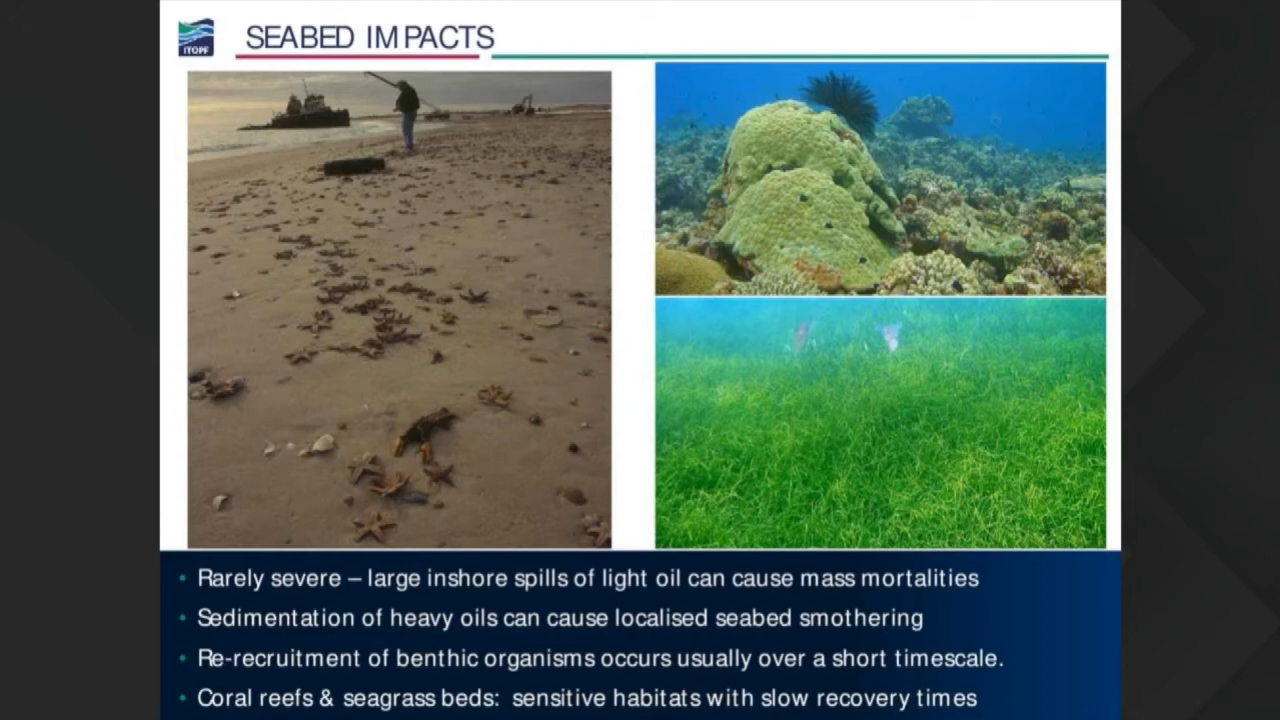 ITOPF
SEABED IMPACTS
• Rarely severe – large inshore spills of light oil can cause mass mortalities
• Sedimentation of heavy oils can cause localised seabed smothering
• Re-recruitment of benthic organisms occurs usually over a short timescale.
• Coral reefs & seagrass beds: sensitive habitats with slow recovery times